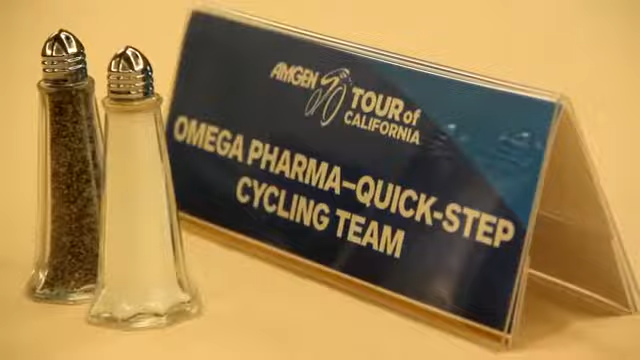 AMGEN
TOUR of
CALIFORNIA
OMEGA PHARMA–QUICK-STEP
CYCLING TEAM